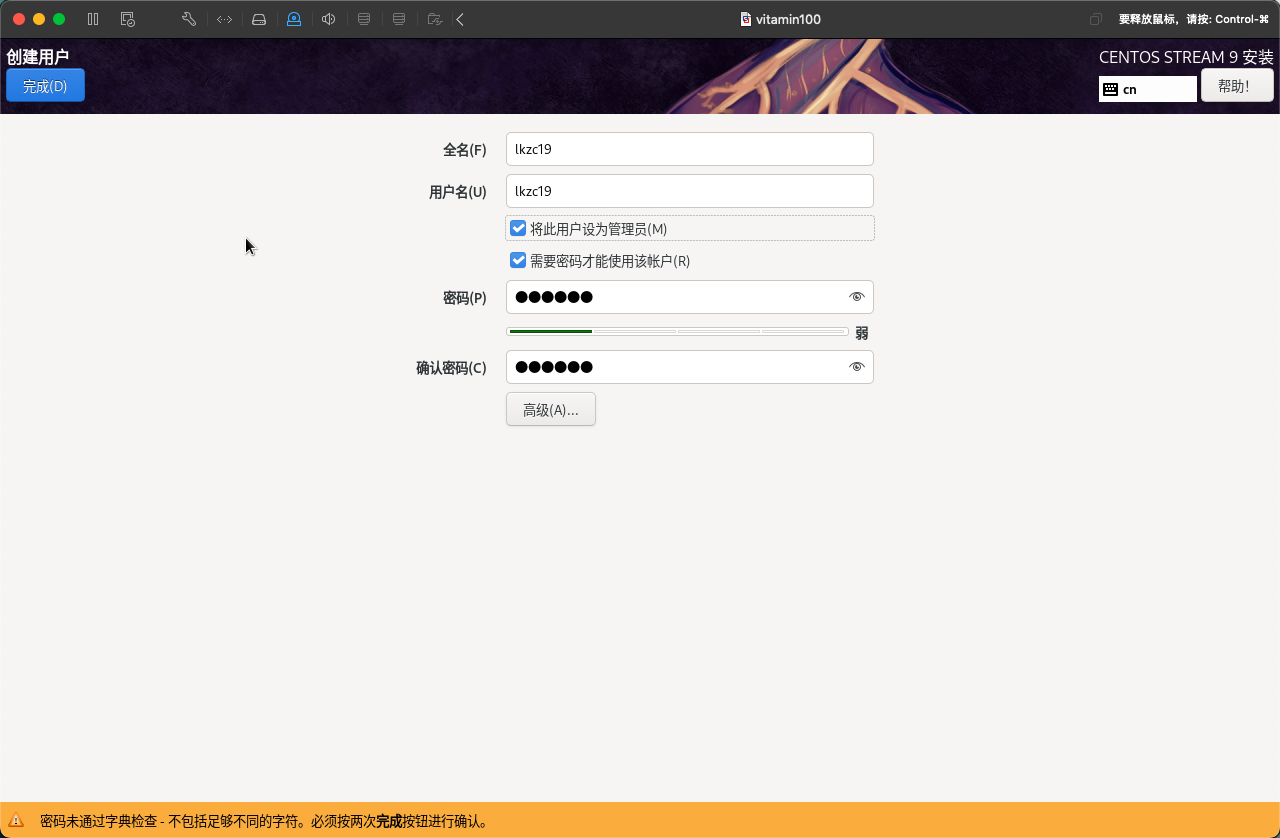 vitamin100
要释放鼠标，请按: Control-⌘
创建用户
CENTOS STREAM 9 安装
完成(D)
cn
帮助！
全名(F)
lkzc19
用户名(U)
lkzc19
将此用户设为管理员(M)
需要密码才能使用该帐户(R)
密码(P)
●●●●●●
弱
确认密码(C)
●●●●●●
高级(A)...
密码未通过字典检查 - 不包括足够不同的字符。必须按两次完成按钮进行确认。